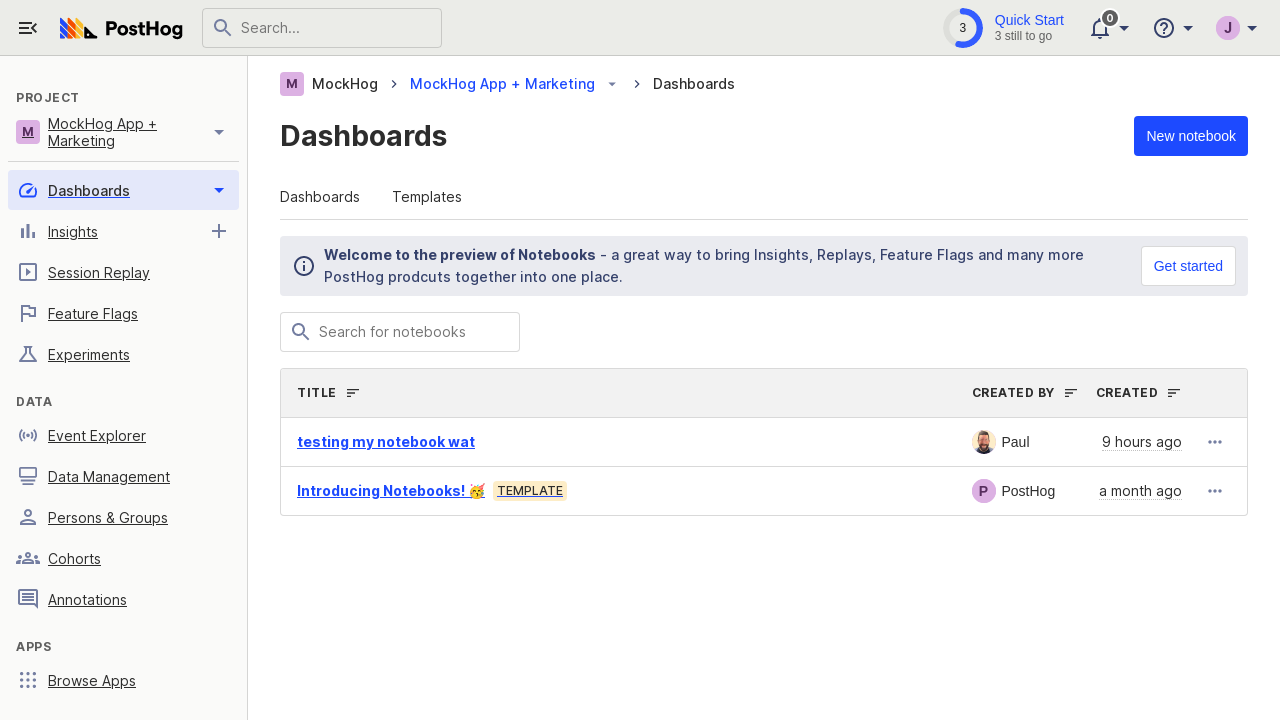 PostHog
Search...
3
Quick Start
3 still to go
0
J
PROJECT
M
MockHog App +
Marketing
Dashboards
Insights
Session Replay
Feature Flags
Experiments
DATA
Event Explorer
Data Management
Persons & Groups
Cohorts
Annotations
APPS
Browse Apps
M MockHog > MockHog App + Marketing > Dashboards
Dashboards
New notebook
Dashboards Templates
Welcome to the preview of Notebooks - a great way to bring Insights, Replays, Feature Flags and many more
PostHog prodcuts together into one place.
Get started
Search for notebooks
TITLE CREATED BY CREATED
testing my notebook wat Paul 9 hours ago
Introducing Notebooks! 🥳 TEMPLATE P PostHog a month ago